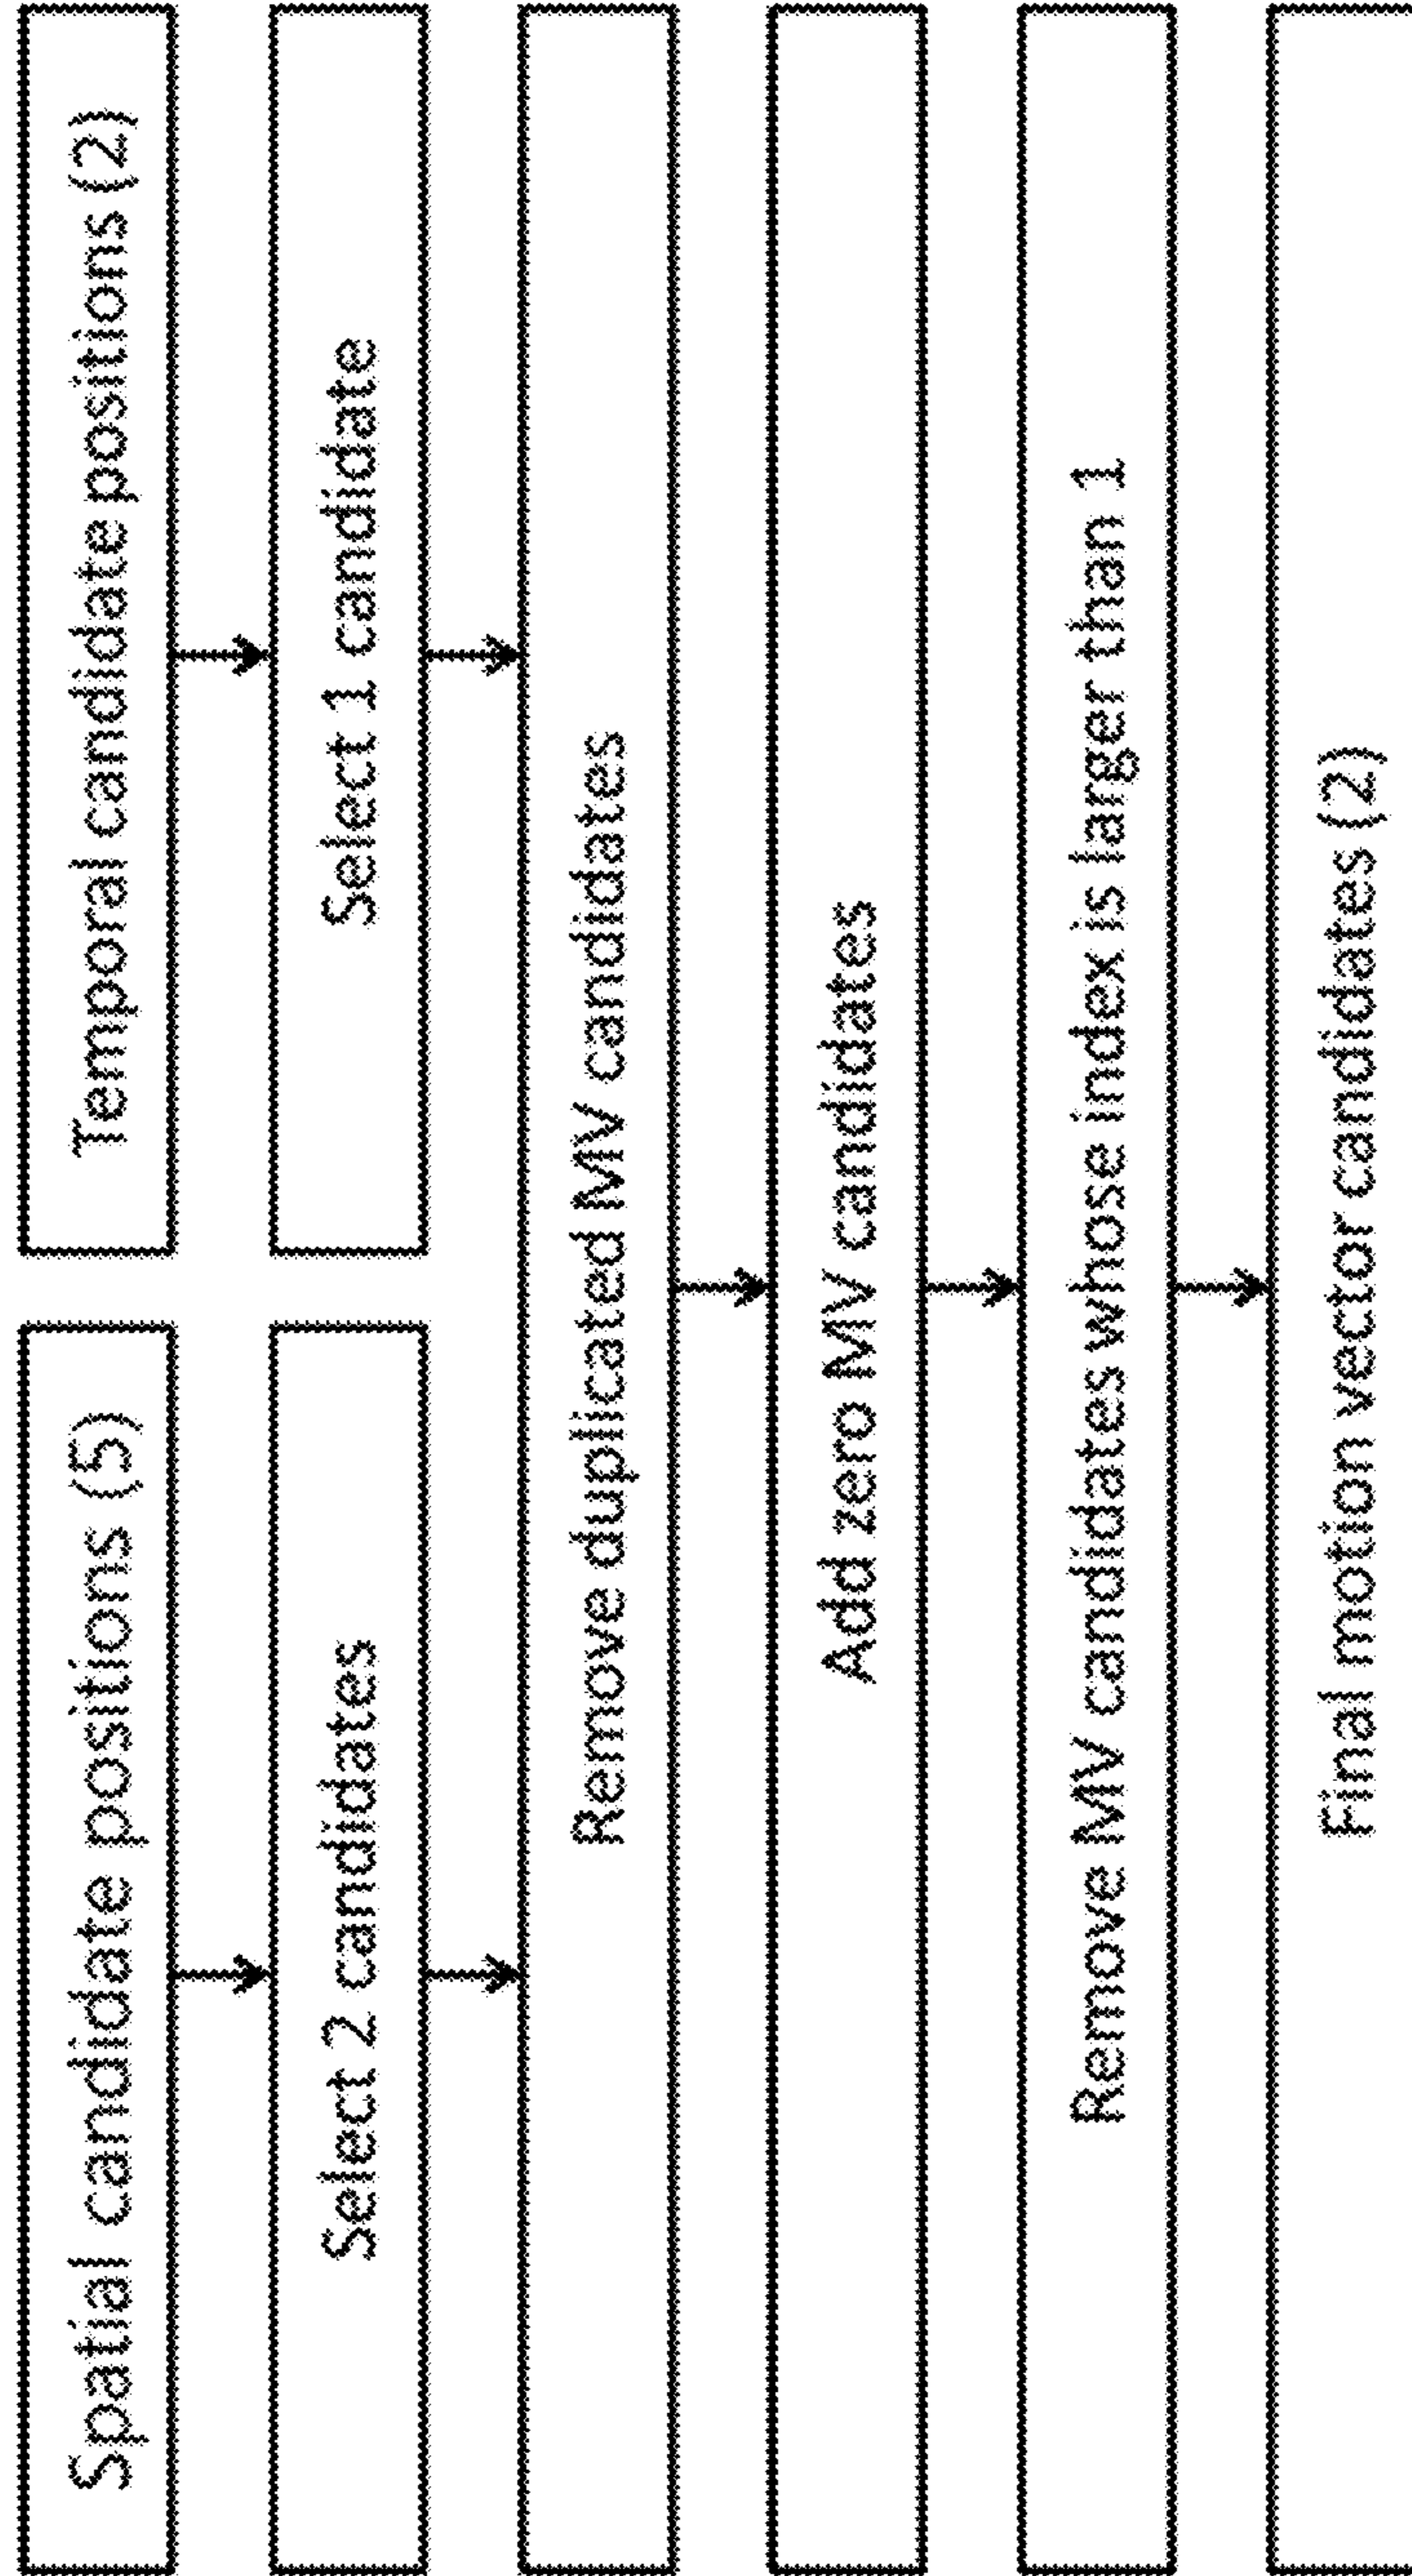 Spatial candidate positions (5)
Temporal candidate positions (2)
Select 2 candidates
Select 1 candidate
Remove duplicated MV candidates
Add zero MV candidates
Remove MV candidates whose index is larger than 1
Final motion vector candidates (2)